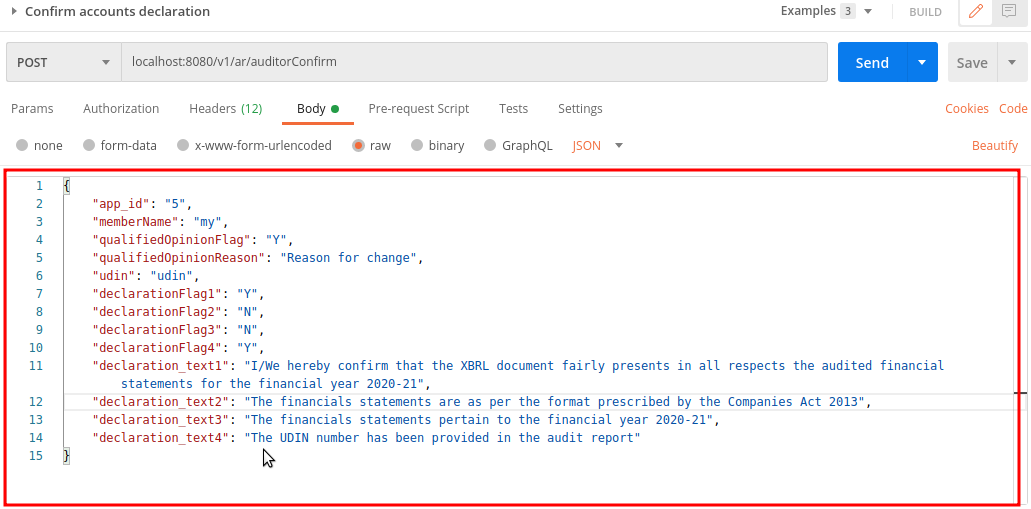 Confirm accounts declaration Examples 3 BUILD
POST localhost:8080/v1/ar/auditorConfirm Send Save
Params Authorization Headers (12) Body Pre-request Script Tests Settings Cookies Code
none form-data x-www-form-urlencoded raw binary GraphQL JSON Beautify
1 {
2 "app_id": "5",
3 "memberName": "my",
4 "qualifiedOpinionFlag": "Y",
5 "qualifiedOpinionReason": "Reason for change",
6 "udin": "udin",
7 "declarationFlag1": "Y",
8 "declarationFlag2": "N",
9 "declarationFlag3": "N",
10 "declarationFlag4": "Y",
11 "declaration_text1": "I/We hereby confirm that the XBRL document fairly presents in all respects the audited financial
statements for the financial year 2020-21",
12 "declaration_text2": "The financials statements are as per the format prescribed by the Companies Act 2013",
13 "declaration_text3": "The financials statements pertain to the financial year 2020-21",
14 "declaration_text4": "The UDIN number has been provided in the audit report"
15 }